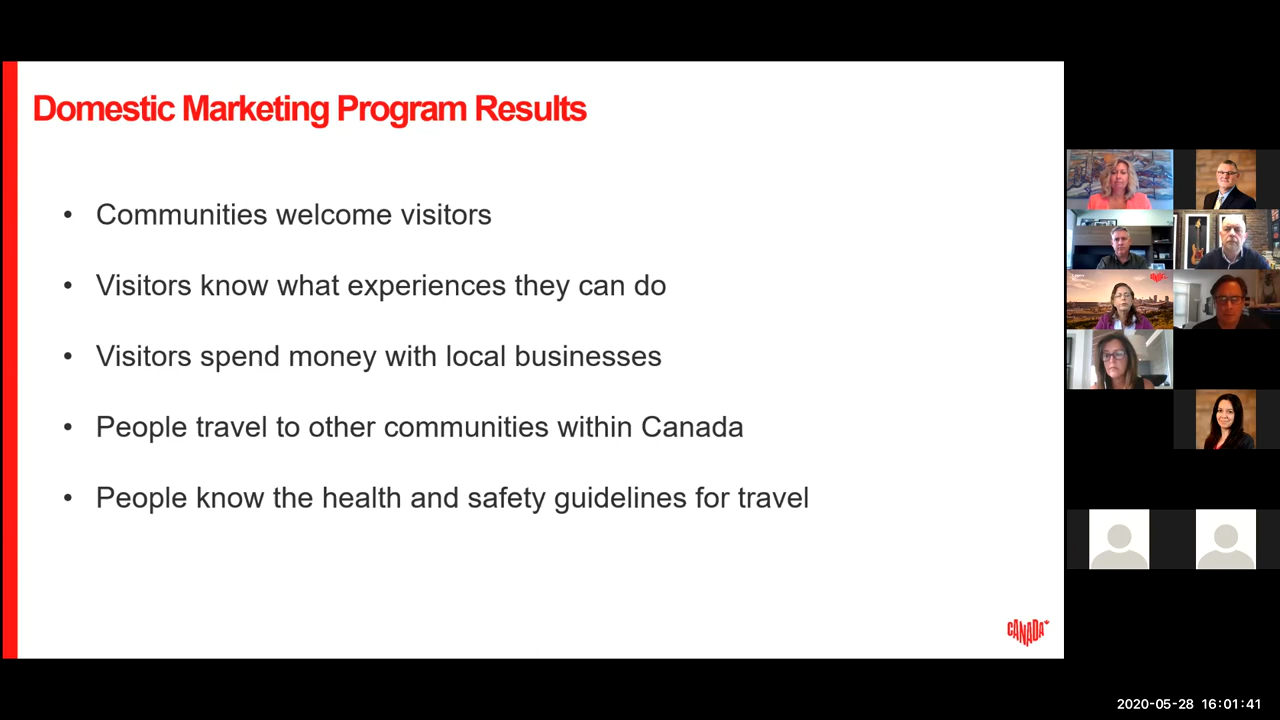 Domestic Marketing Program Results
• Communities welcome visitors
• Visitors know what experiences they can do
• Visitors spend money with local businesses
• People travel to other communities within Canada
• People know the health and safety guidelines for travel
CANADA
2020-05-28 16:01:41